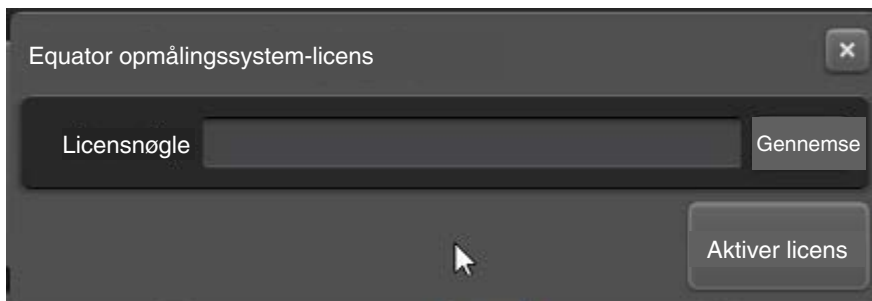 Equator opmålingssystem-licens
Licensnøgle
Gennemse
Aktiver licens